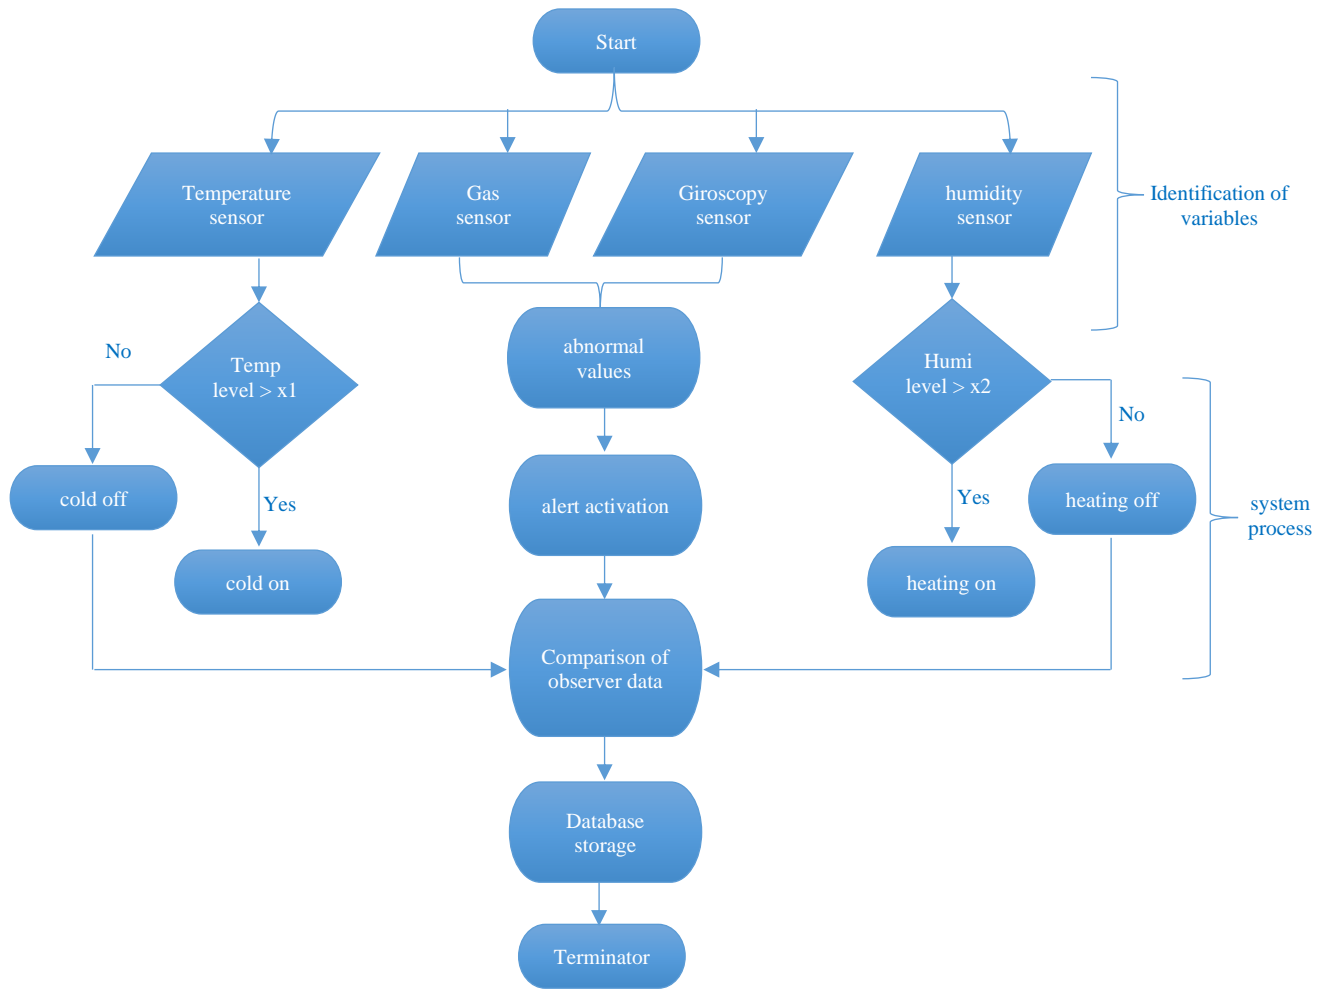 Start
Temperature
sensor
Gas
sensor
Giroscopy
sensor
humidity
sensor
Identification of
variables
No
Temp
level > x1
abnormal
values
Humi
level > x2
No
cold off
Yes
alert activation
Yes
heating off
system
process
cold on
heating on
Comparison of
observer data
Database
storage
Terminator